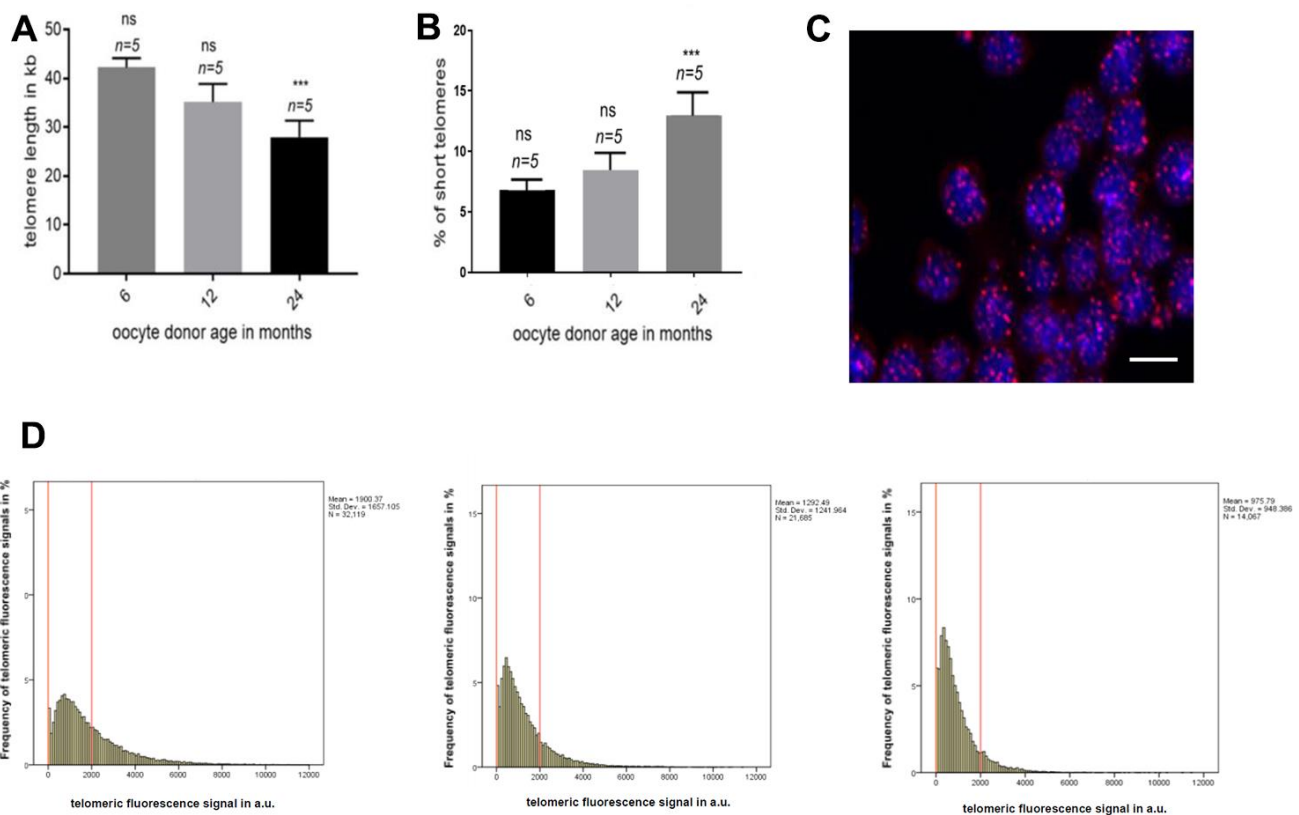 A
telomere length in kb
50
40
30
20
10
0
ns
n=5
ns
n=5
***
n=5
6
12
24
oocyte donor age in months
B
% of short telomeres
20
15
10
5
0
ns
n=5
ns
n=5
***
n=5
6
12
24
oocyte donor age in months
C
D
Frequency of telomeric fluorescence signals in %
5
0
5
0
0
2000
4000
6000
8000
10000
12000
Mean = 1900.37
Std. Dev. = 1657.105
N = 32,119
telomeric fluorescence signal in a.u.
Frequency of telomeric fluorescence signals in %
15
10
5
0
0
2000
4000
6000
8000
10000
12000
Mean = 1292.49
Std. Dev. = 1241.964
N = 21,685
telomeric fluorescence signal in a.u.
Frequency of telomeric fluorescence signals in %
15
10
5
0
0
2000
4000
6000
8000
10000
12000
Mean = 975.79
Std. Dev. = 948.386
N = 14,067
telomeric fluorescence signal in a.u.